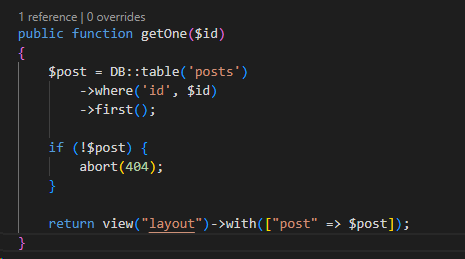 1 reference | 0 overrides
public function getOne($id)
{
    $post = DB::table('posts')
        ->where('id', $id)
        ->first();

    if (!$post) {
        abort(404);
    }

    return view("layout")->with(["post" => $post]);
}